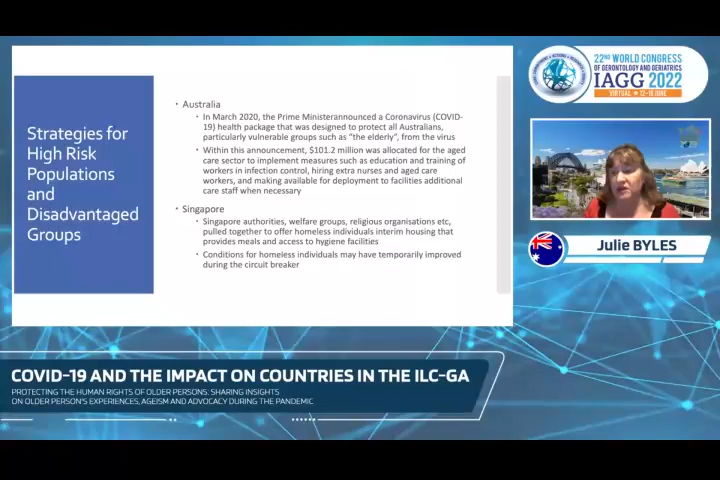 Strategies for
High Risk
Populations
and
Disadvantaged
Groups
• Australia
• In March 2020, the Prime Ministerannounced a Coronavirus (COVID-
19) health package that was designed to protect all Australians,
particularly vulnerable groups such as "the elderly", from the virus
• Within this announcement, $101.2 million was allocated for the aged
care sector to implement measures such as education and training of
workers in infection control, hiring extra nurses and aged care
workers, and making available for deployment to facilities additional
care staff when necessary
• Singapore
• Singapore authorities, welfare groups, religious organisations etc,
pulled together to offer homeless individuals interim housing that
provides meals and access to hygiene facilities
• Conditions for homeless individuals may have temporarily improved
during the circuit breaker
22ND WORLD CONGRESS
OF GERONTOLOGY AND GERIATRICS
IAGG 2022
VIRTUAL ★ 12-16 JUNE
Julie BYLES
COVID-19 AND THE IMPACT ON COUNTRIES IN THE ILC-GA
PROTECTING THE HUMAN RIGHTS OF OLDER PERSONS: SHARING INSIGHTS
ON OLDER PERSON'S EXPERIENCES, AGEISM AND ADVOCACY DURING THE PANDEMIC